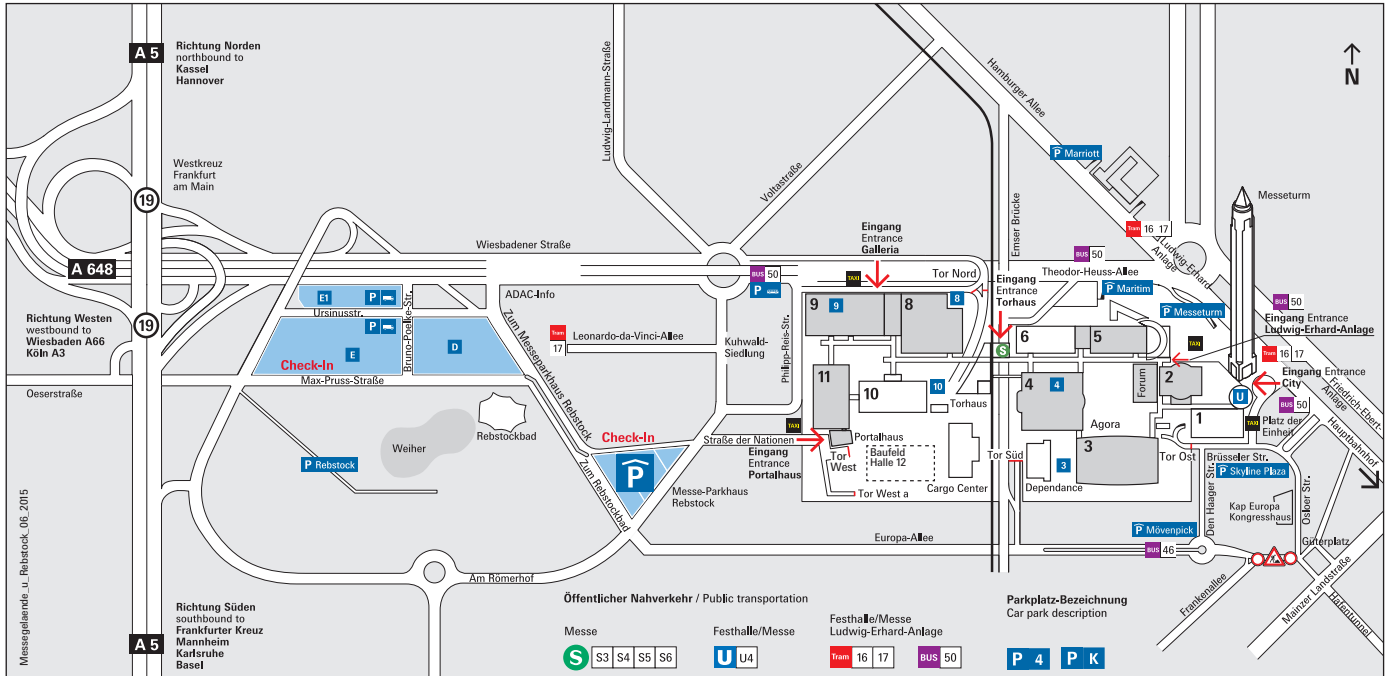 A 5
Richtung Norden
northbound to
Kassel
Hannover
Westkreuz
Frankfurt
am Main
19
A 648
19
Richtung Westen
westbound to
Wiesbaden A66
Köln A3
Oeserstraße
Wiesbadener Straße
Ludwig-Landmann-Straße
Voltastraße
Hamburger Allee
Emser Brücke
N
P Marriott
Messeturm
Tram 16 17
Ludwig-Erhard-
Anlage
BUS 50
Theodor-Heuss-Allee
Eingang
Entrance
Galleria
Tor Nord
TAXI
BUS 50
P
Eingang
Entrance
Torhaus
P Maritim
P Messeturm
BUS 50
Eingang Entrance
Ludwig-Erhard-Anlage
TAXI
Tram 16 17
Eingang Entrance
City
Friedrich-Ebert-
Anlage
BUS 50
TAXI
Platz der
Einheit
Hauptbahnhof
U
E1
P
Ursinusstr.
P
E
Check-In
Bruno-Poelke-Str.
D
Max-Pruss-Straße
ADAC-Info
Zum Messeparkhaus Rebstock
Tram
17
Leonardo-da-Vinci-Allee
Kuhwald-
Siedlung
Philipp-Reis-Str.
9
9
8
8
S
6
5
11
10
10
Torhaus
4
4
Forum
2
1
Agora
3
3
Tor Ost
Brüsseler Str.
P Skyline Plaza
Den Haager Str.
Osloer Str.
Kap Europa
Kongresshaus
Weiher
Rebstockbad
P Rebstock
Check-In
P
Zum Rebstockbad
Messe-Parkhaus
Rebstock
TAXI
Straße der Nationen
Eingang
Entrance
Portalhaus
Portalhaus
Tor
West
Baufeld
Halle 12
Tor West a
Cargo Center
Tor Süd
Dependance
P Mövenpick
Europa-Allee
BUS 46
Güterplatz
Frankenallee
Mainzer Landstraße
Hafentunnel
Am Römerhof
Messegelaende_u_Rebstock_06_2015
Richtung Süden
southbound to
Frankfurter Kreuz
Mannheim
Karlsruhe
Basel
A 5
Öffentlicher Nahverkehr / Public transportation
Messe
S S3 S4 S5 S6
Festhalle/Messe
U U4
Festhalle/Messe
Ludwig-Erhard-Anlage
Tram 16 17
BUS 50
Parkplatz-Bezeichnung
Car park description
P 4
P K